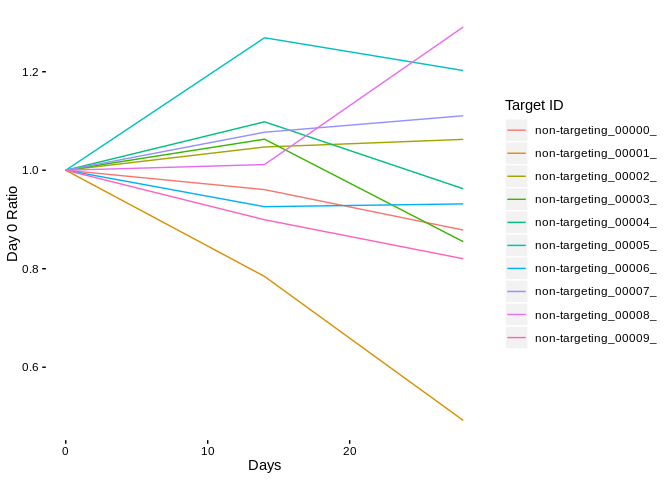 1.2
1.0
0.8
0.6
Day 0 Ratio
0
10
20
Days
Target ID
non-targeting_00000_
non-targeting_00001_
non-targeting_00002_
non-targeting_00003_
non-targeting_00004_
non-targeting_00005_
non-targeting_00006_
non-targeting_00007_
non-targeting_00008_
non-targeting_00009_